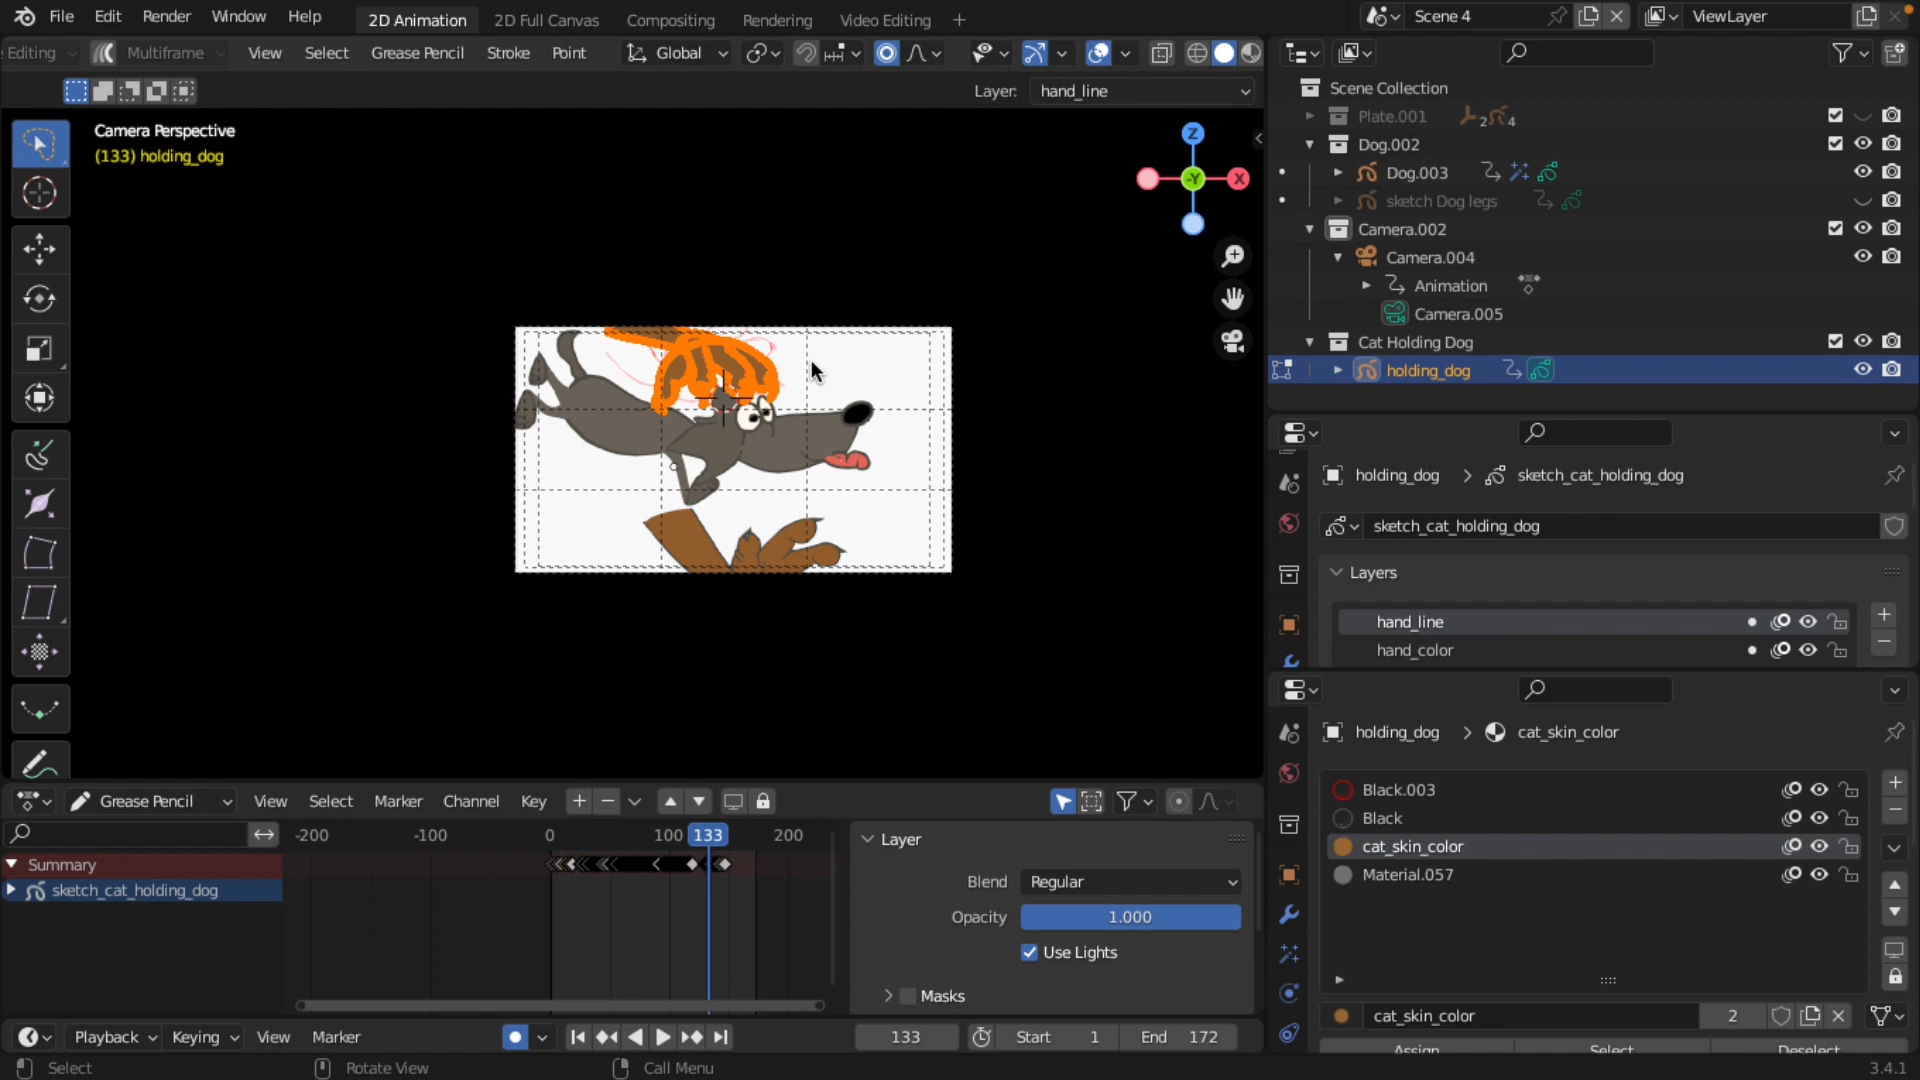 File Edit Render Window Help 2D Animation 2D Full Canvas Compositing Rendering Video Editing + Scene 4 ViewLayer
Editing Multiframe View Select Grease Pencil Stroke Point Global
Layer: hand_line
Camera Perspective
(133) holding_dog
Z
-Y
X
Scene Collection
Plate.001 2 4
Dog.002
Dog.003
sketch Dog legs
Camera.002
Camera.004
Animation
Camera.005
Cat Holding Dog
holding_dog
holding_dog > sketch_cat_holding_dog
sketch_cat_holding_dog
Layers
hand_line
hand_color
holding_dog > cat_skin_color
Black.003
Black
cat_skin_color
Material.057
cat_skin_color 2
Assign Select Deselect
Grease Pencil View Select Marker Channel Key
-200 -100 0 100 133 200
Summary
sketch_cat_holding_dog
Layer
Blend Regular
Opacity 1.000
Use Lights
Masks
Playback Keying View Marker 133 Start 1 End 172
Select Rotate View Call Menu 3.4.1